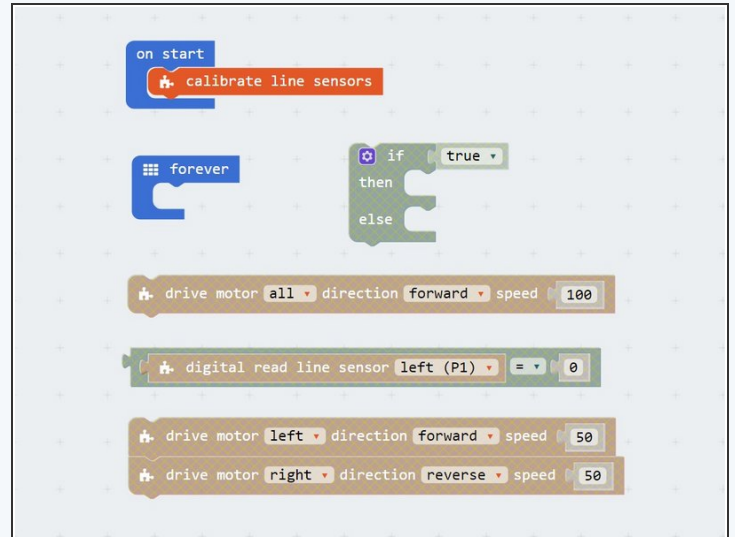 on start
calibrate line sensors
forever
if true
then
else
drive motor all direction forward speed 100
digital read line sensor left (P1) = 0
drive motor left direction forward speed 50
drive motor right direction reverse speed 50